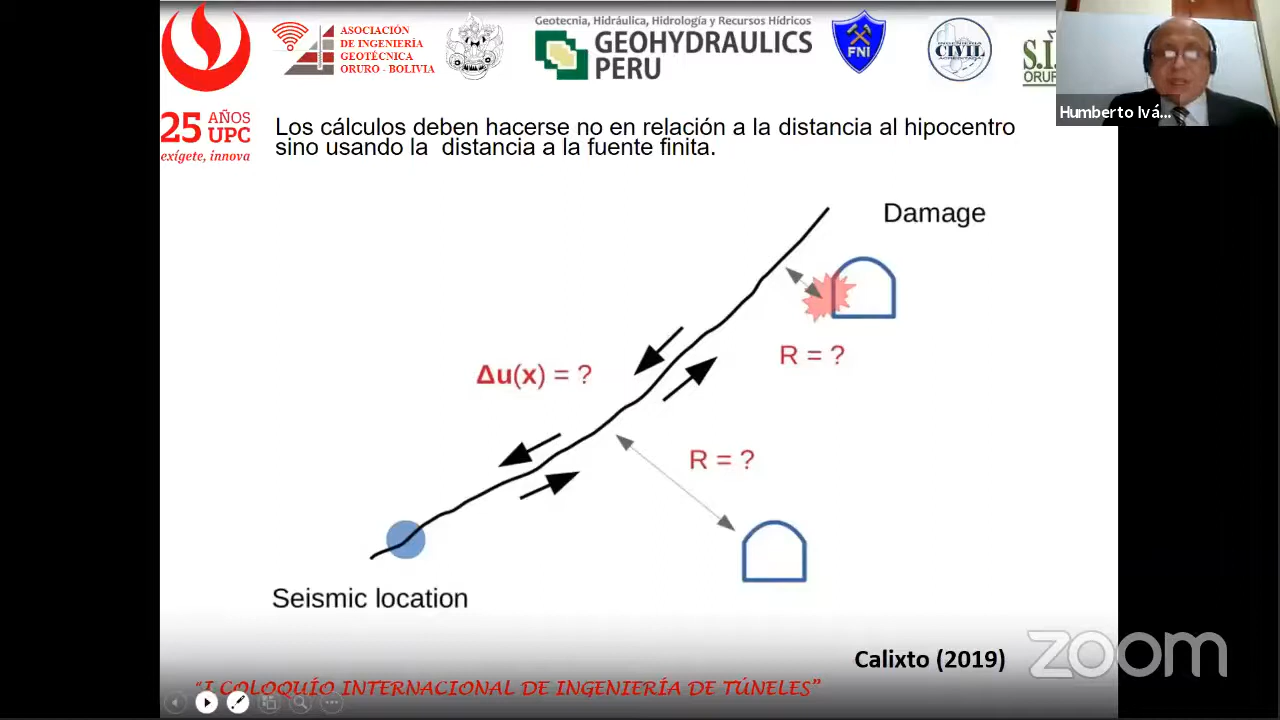 ASOCIACIÓN
DE INGENIERÍA
GEOTÉCNICA
ORURO - BOLIVIA
Geotecnia, Hidráulica, Hidrología y Recursos Hídricos
GEOHYDRAULICS
PERU
FNI
CIVIL
S.I.
ORUR
Humberto Ivá...
25 AÑOS
UPC
exígete, innova
Los cálculos deben hacerse no en relación a la distancia al hipocentro
sino usando la distancia a la fuente finita.
Damage
R = ?
Δu(x) = ?
R = ?
Seismic location
Calixto (2019)
zoom
"I COLOQUÍO INTERNACIONAL DE INGENIERÍA DE TÚNELES"